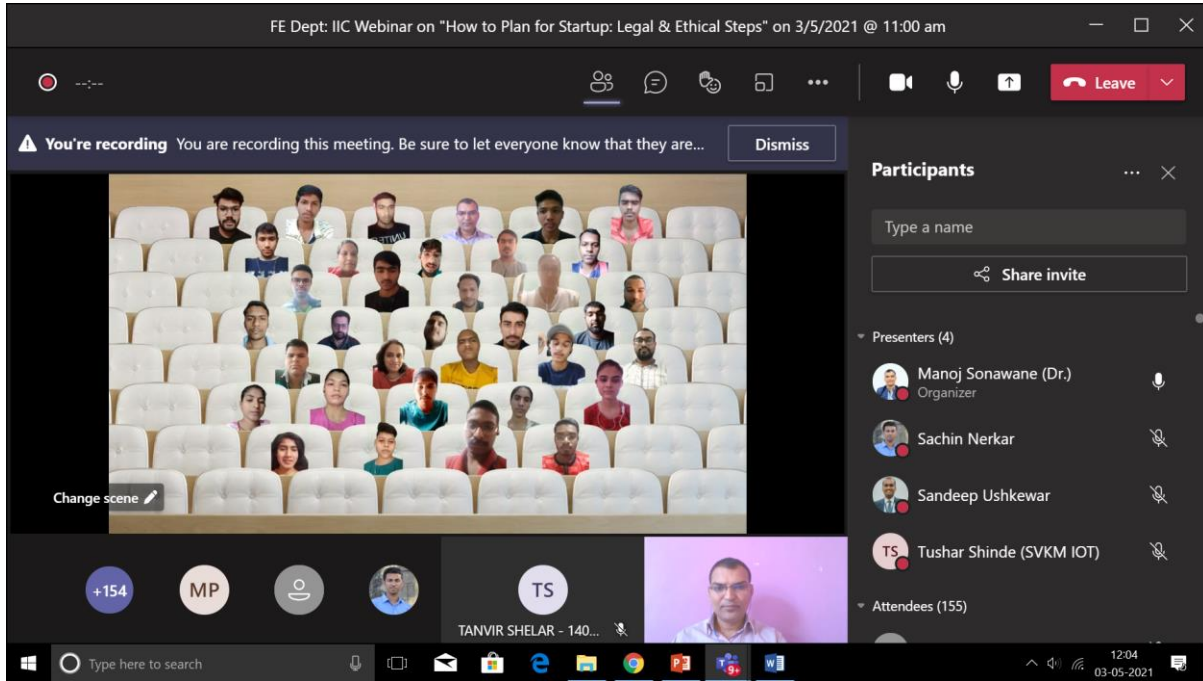 FE Dept: IIC Webinar on "How to Plan for Startup: Legal & Ethical Steps" on 3/5/2021 @ 11:00 am
--:--
Leave
You're recording You are recording this meeting. Be sure to let everyone know that they are...
Dismiss
Participants
Type a name
Share invite
Presenters (4)
Manoj Sonawane (Dr.)
Organizer
Sachin Nerkar
Sandeep Ushkewar
TS
Tushar Shinde (SVKM IOT)
Attendees (155)
UNITED
Change scene
+154
MP
TS
TANVIR SHELAR - 140...
Type here to search
9+
12:04
03-05-2021